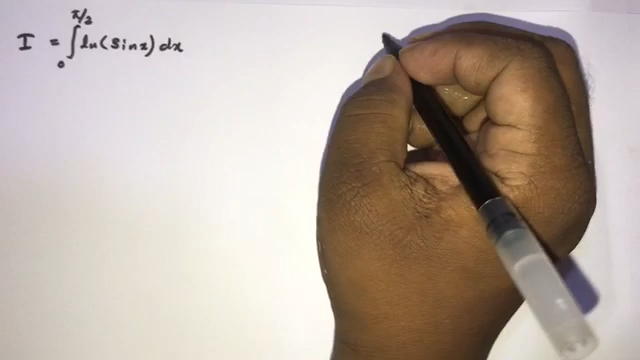 I = ∫₀^π/2 ln(sinx) dx